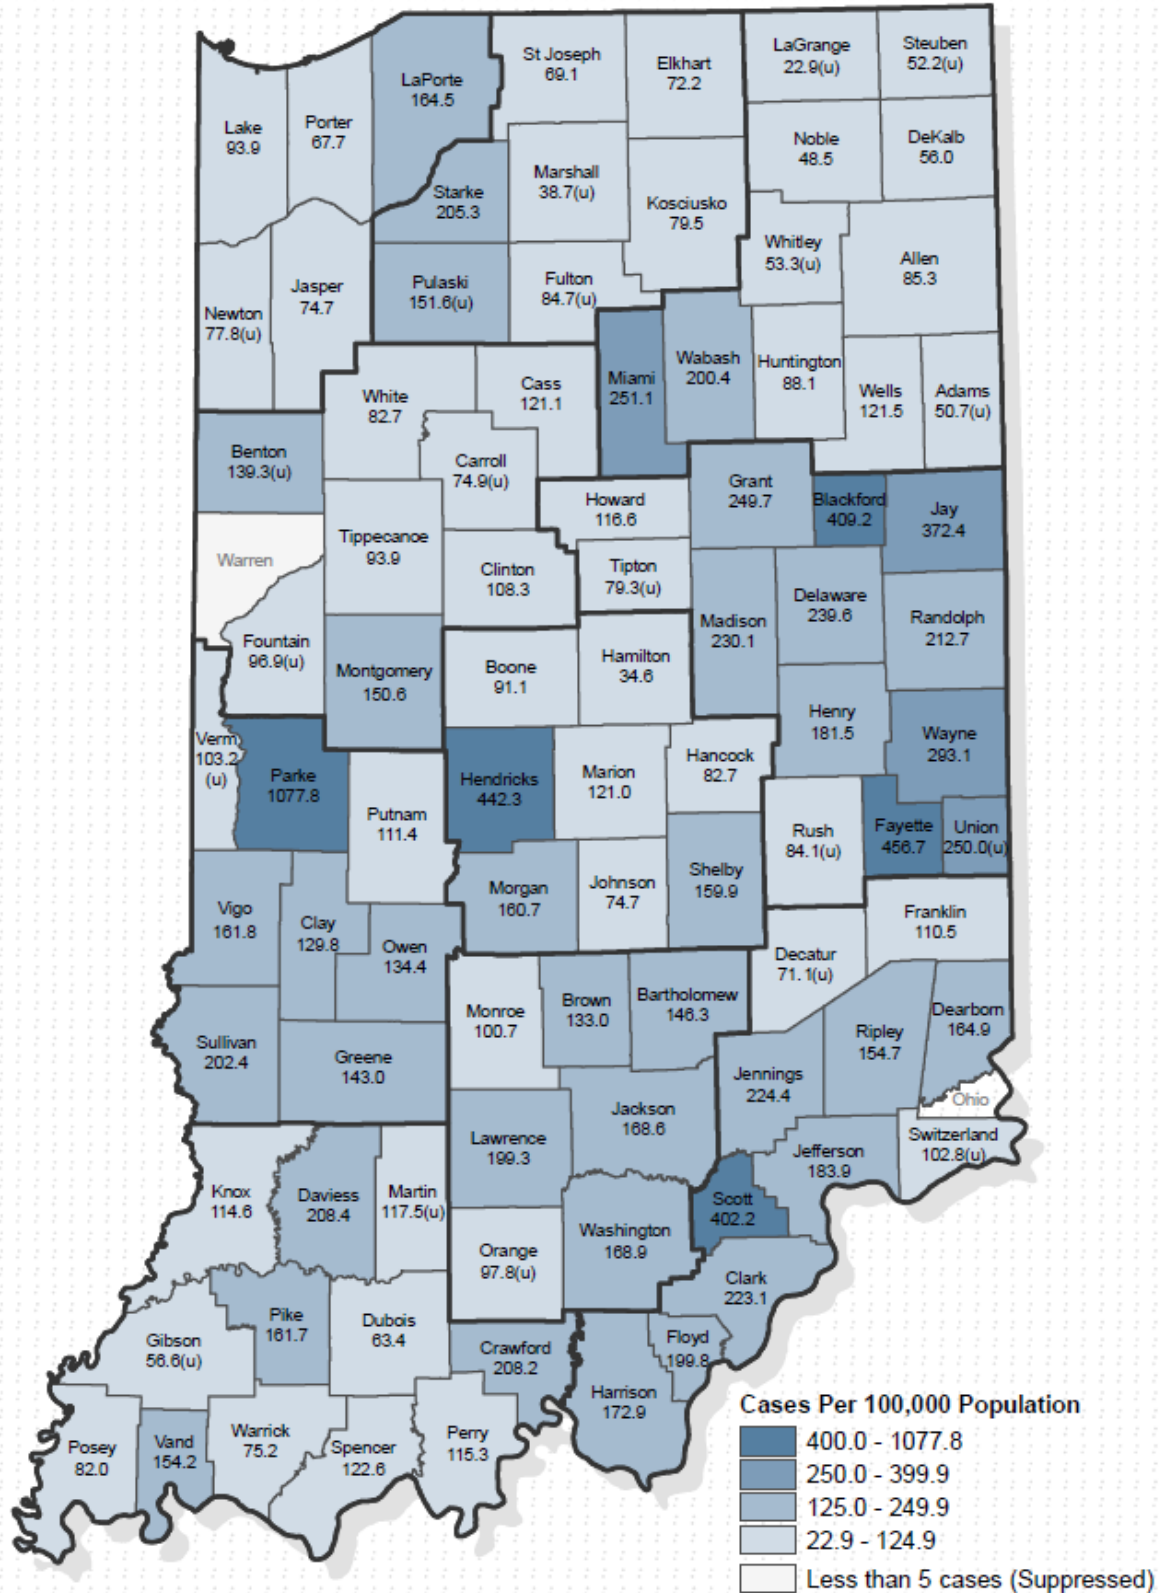 St Joseph
69.1
Elkhart
72.2
LaGrange
22.9(u)
Steuben
52.2(u)
LaPorte
164.5
Lake
93.9
Porter
67.7
Noble
48.5
DeKalb
56.0
Starke
205.3
Marshall
38.7(u)
Kosciusko
79.5
Whitley
53.3(u)
Allen
85.3
Newton
77.8(u)
Jasper
74.7
Pulaski
151.6(u)
Fulton
84.7(u)
Miami
251.1
Wabash
200.4
Huntington
88.1
Wells
121.5
Adams
50.7(u)
White
82.7
Cass
121.1
Benton
139.3(u)
Carroll
74.9(u)
Howard
116.6
Grant
249.7
Blackford
409.2
Jay
372.4
Warren
Tippecanoe
93.9
Clinton
108.3
Tipton
79.3(u)
Madison
230.1
Delaware
239.6
Randolph
212.7
Fountain
96.9(u)
Montgomery
150.6
Boone
91.1
Hamilton
34.6
Henry
181.5
Wayne
293.1
Verm
103.2
(u)
Parke
1077.8
Putnam
111.4
Hendricks
442.3
Marion
121.0
Hancock
82.7
Rush
84.1(u)
Fayette
456.7
Union
250.0(u)
Vigo
161.8
Clay
129.8
Owen
134.4
Morgan
160.7
Johnson
74.7
Shelby
159.9
Franklin
110.5
Decatur
71.1(u)
Sullivan
202.4
Greene
143.0
Monroe
100.7
Brown
133.0
Bartholomew
146.3
Jennings
224.4
Ripley
154.7
Dearborn
164.9
Ohio
Switzerland
102.8(u)
Lawrence
199.3
Jackson
168.6
Jefferson
183.9
Knox
114.6
Daviess
208.4
Martin
117.5(u)
Orange
97.8(u)
Washington
168.9
Scott
402.2
Clark
223.1
Gibson
56.6(u)
Pike
161.7
Dubois
63.4
Crawford
208.2
Floyd
199.8
Harrison
172.9
Posey
82.0
Vand
154.2
Warrick
75.2
Spencer
122.6
Perry
115.3
Cases Per 100,000 Population
400.0 - 1077.8
250.0 - 399.9
125.0 - 249.9
22.9 - 124.9
Less than 5 cases (Suppressed)